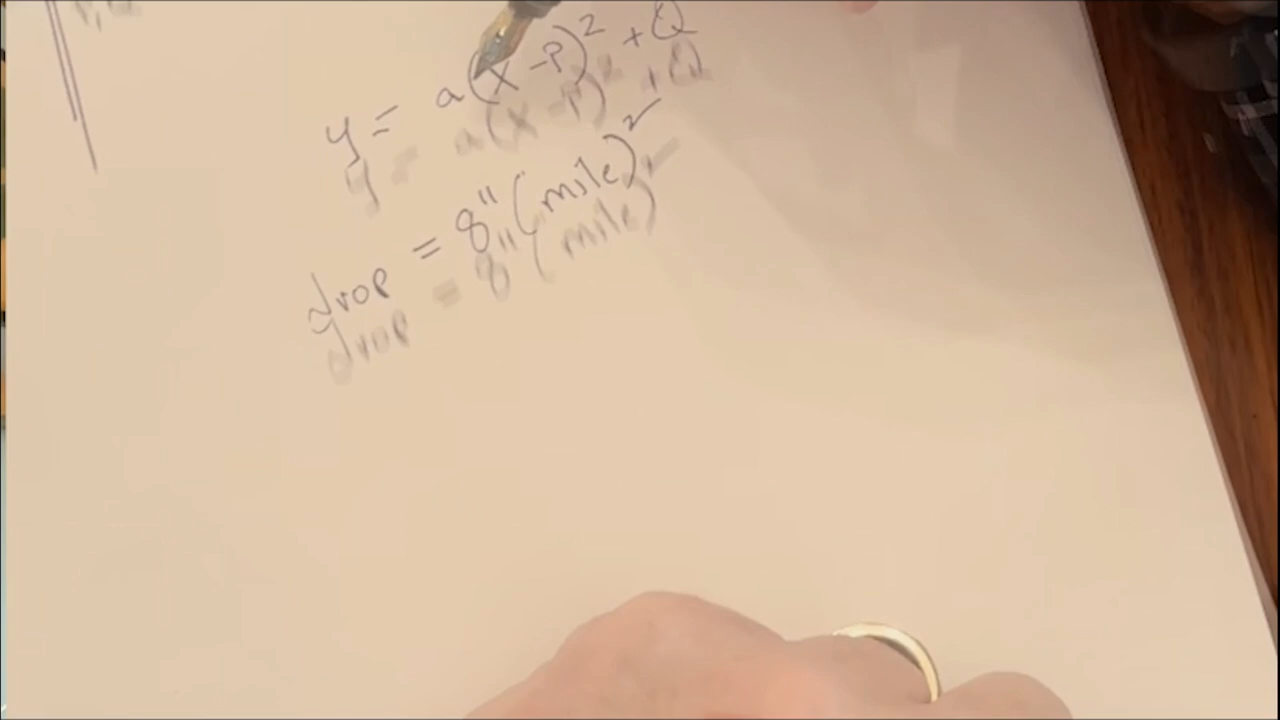 y = a(x-P)² + Q
drop = 8"(mile)²